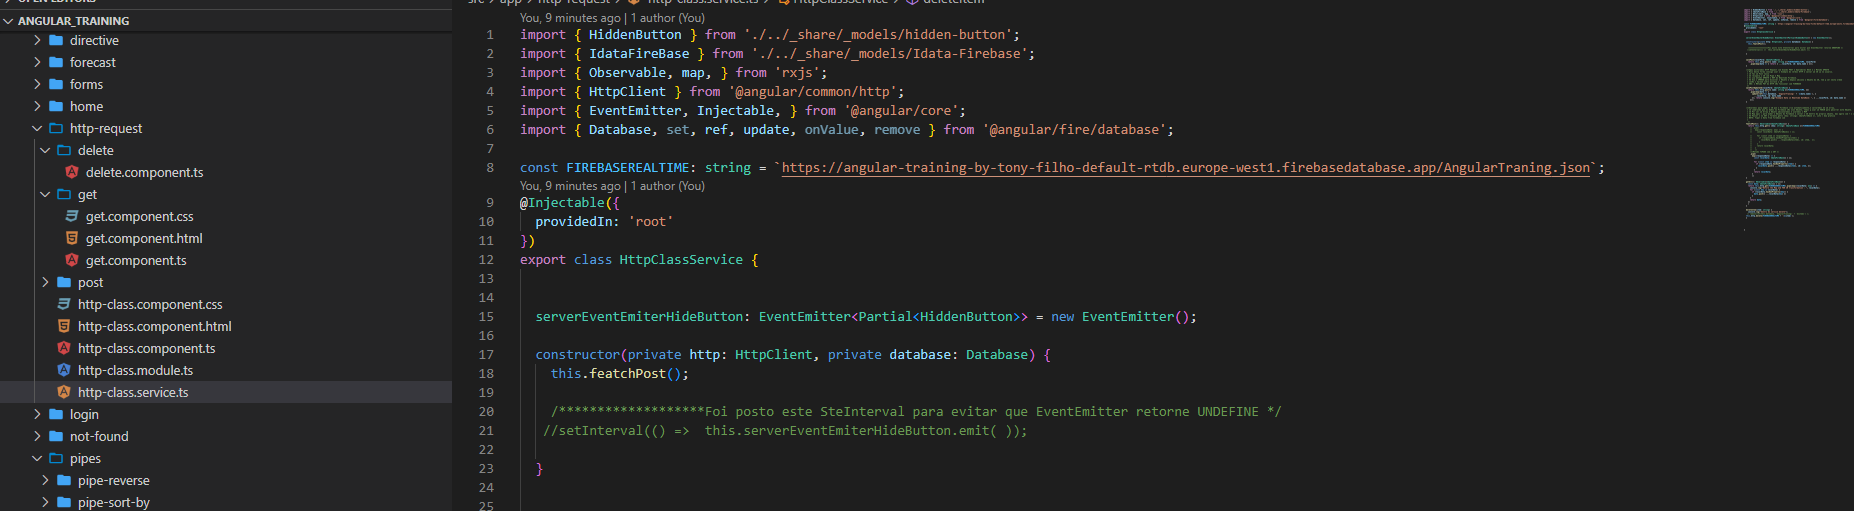 ANGULAR_TRAINING
directive
forecast
forms
home
http-request
delete
delete.component.ts
get
get.component.css
get.component.html
get.component.ts
post
http-class.component.css
http-class.component.html
http-class.component.ts
http-class.module.ts
http-class.service.ts
login
not-found
pipes
pipe-reverse
pipe-sort-by
You, 9 minutes ago | 1 author (You)
1 import { HiddenButton } from './../_share/_models/hidden-button';
2 import { IdataFireBase } from './../_share/_models/Idata-Firebase';
3 import { Observable, map, } from 'rxjs';
4 import { HttpClient } from '@angular/common/http';
5 import { EventEmitter, Injectable, } from '@angular/core';
6 import { Database, set, ref, update, onValue, remove } from '@angular/fire/database';
7
8 const FIREBASEREALTIME: string = `https://angular-training-by-tony-filho-default-rtdb.europe-west1.firebasedatabase.app/AngularTraning.json`;
You, 9 minutes ago | 1 author (You)
9 @Injectable({
10 providedIn: 'root'
11 })
12 export class HttpClassService {
13
14
15 serverEventEmiterHideButton: EventEmitter<Partial<HiddenButton>> = new EventEmitter();
16
17 constructor(private http: HttpClient, private database: Database) {
18 this.featchPost();
19
20 /*******************Foi posto este SteInterval para evitar que EventEmitter retorne UNDEFINE */
21 //setInterval(() => this.serverEventEmiterHideButton.emit( ));
22
23 }
24
25